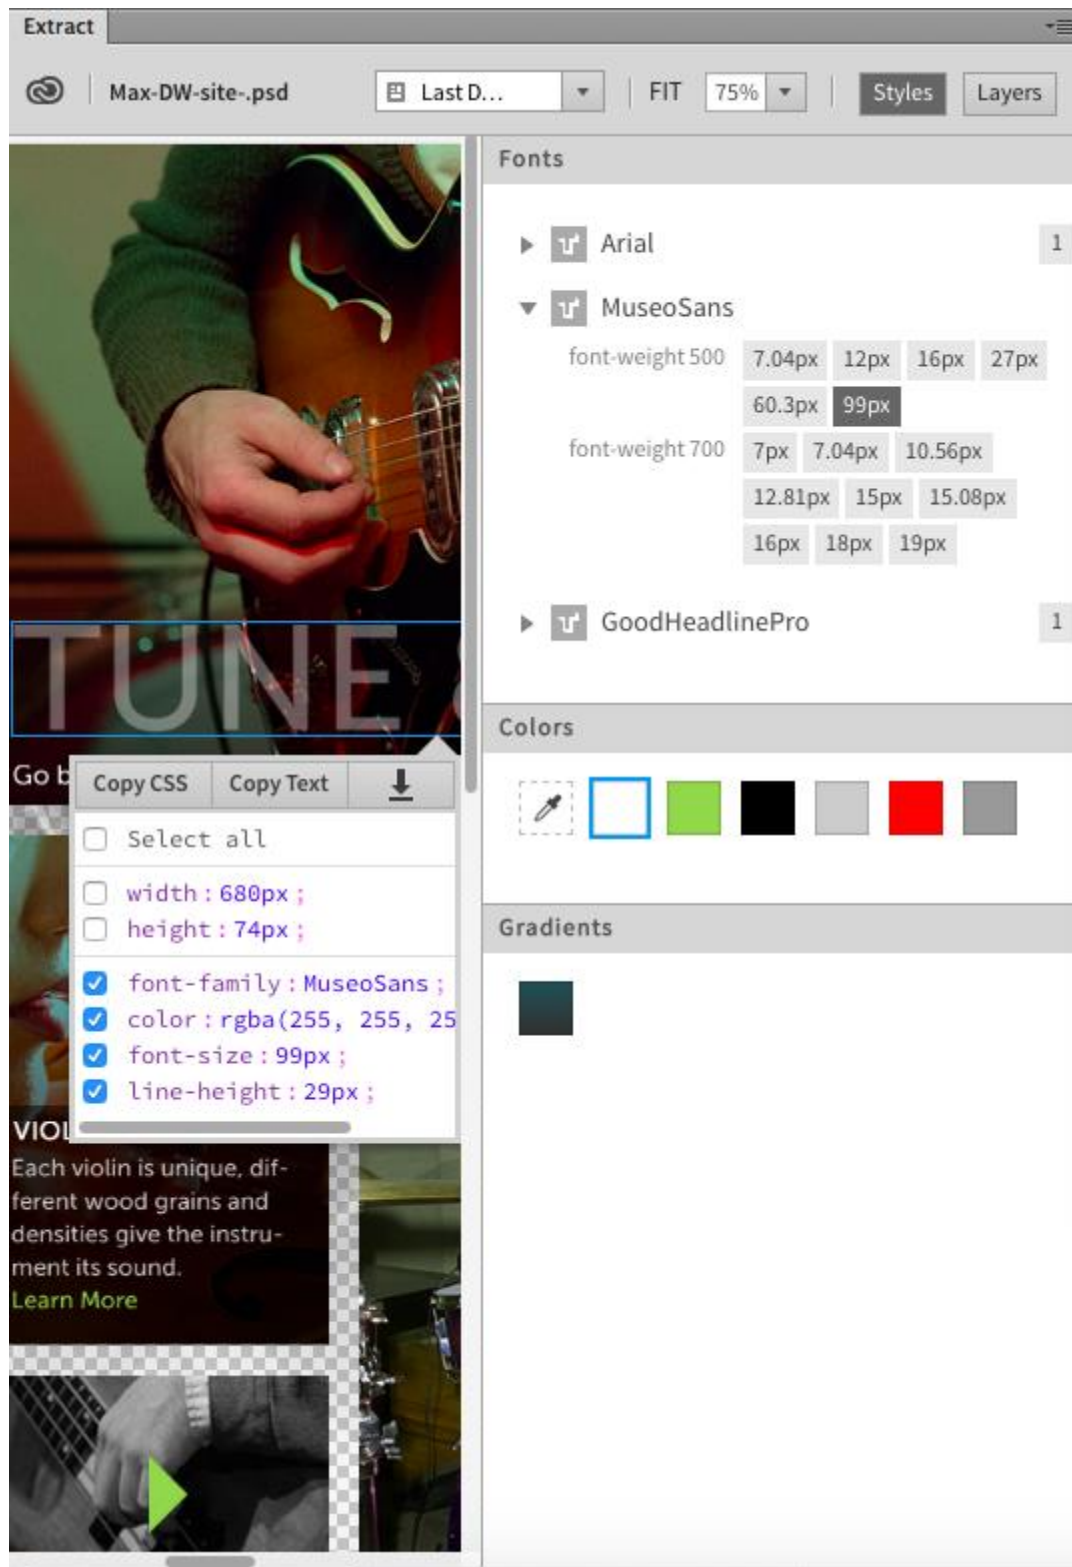 Extract
Max-DW-site-.psd
Last D...
FIT
75%
Styles
Layers
TUNE
Go b
Copy CSS
Copy Text
Select all
width:680px;
height:74px;
font-family:MuseoSans;
color:rgba(255, 255, 25
font-size:99px;
line-height:29px;
VIOL
Each violin is unique, dif-
ferent wood grains and
densities give the instru-
ment its sound.
Learn More
Fonts
Arial 1
MuseoSans
font-weight 500 7.04px 12px 16px 27px
60.3px 99px
font-weight 700 7px 7.04px 10.56px
12.81px 15px 15.08px
16px 18px 19px
GoodHeadlinePro 1
Colors
Gradients